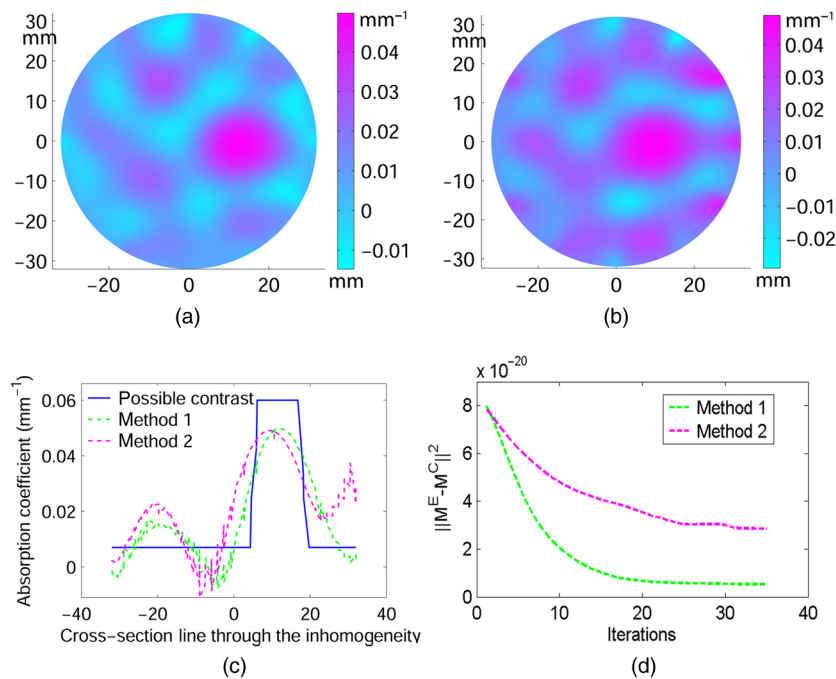 30
mm
20
10
0
−10
−20
−30
−20
0
20
mm
mm⁻¹
0.04
0.03
0.02
0.01
0
−0.01
(a)
30
mm
20
10
0
−10
−20
−30
−20
0
20
mm
mm⁻¹
0.04
0.03
0.02
0.01
0
−0.01
−0.02
(b)
Absorption coefficient (mm⁻¹)
0.06
0.04
0.02
0
Possible contrast
Method 1
Method 2
−40
−20
0
20
40
Cross−section line through the inhomogeneity
(c)
x 10⁻²⁰
||Mᴱ-Mꟲ||²
8
6
4
2
0
Method 1
Method 2
0
10
20
30
40
Iterations
(d)